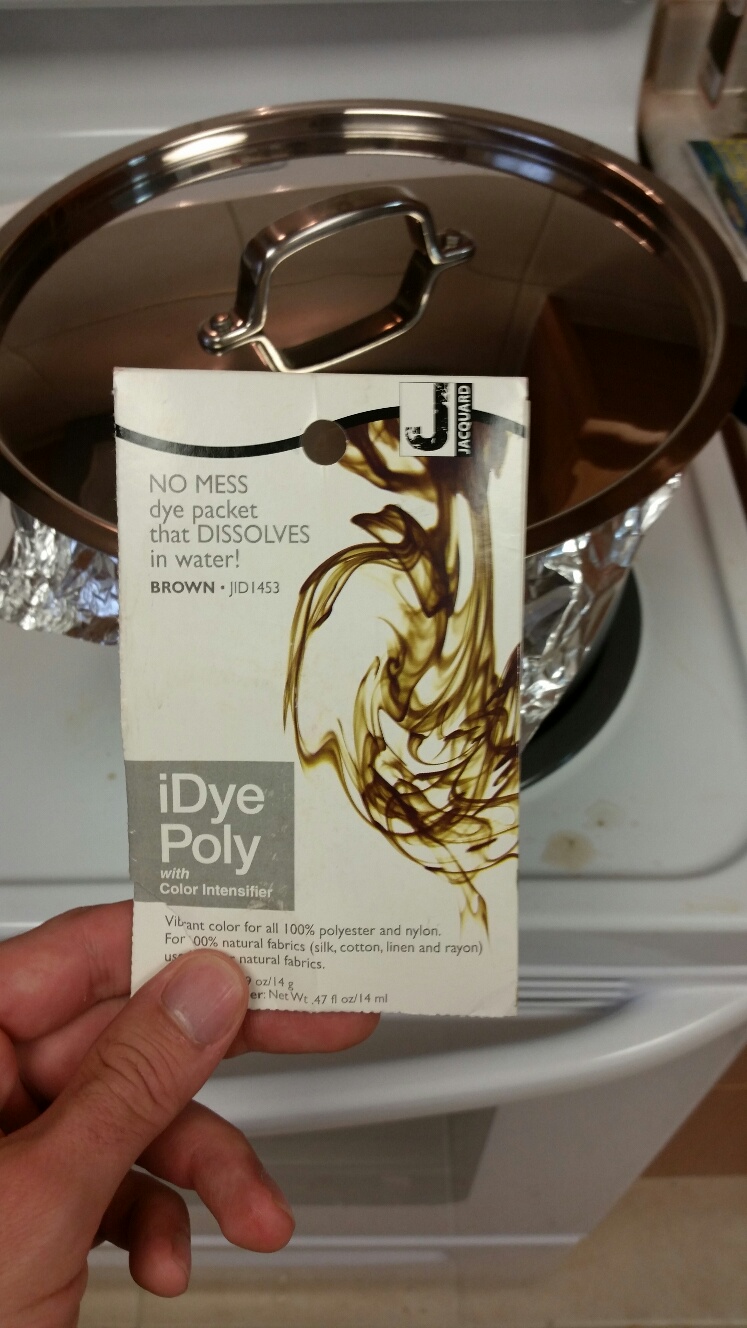 JACQUARD
NO MESS
dye packet
that DISSOLVES
in water!
BROWN • JID1453
iDye
Poly
with
Color Intensifier
Vibrant color for all 100% polyester and nylon.
For 00% natural fabrics (silk, cotton, linen and rayon)
natural fabrics.
oz/14 g
er: Net Wt .47 fl oz/14 ml